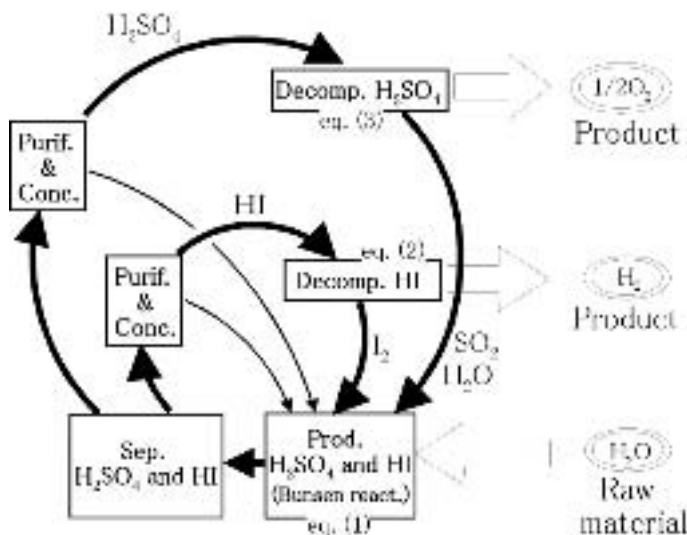 H₂SO₄
Decomp. H₂SO₄
eq. (3)
1/2O₂
Product
Purif.
&
Conc.
HI
eq. (2)
Decomp. HI
H₂
Product
Purif.
&
Conc.
I₂
SO₂
H₂O
Sep.
H₂SO₄ and HI
Prod.
H₂SO₄ and HI
(Bunsen react.)
eq. (1)
H₂O
Raw
material